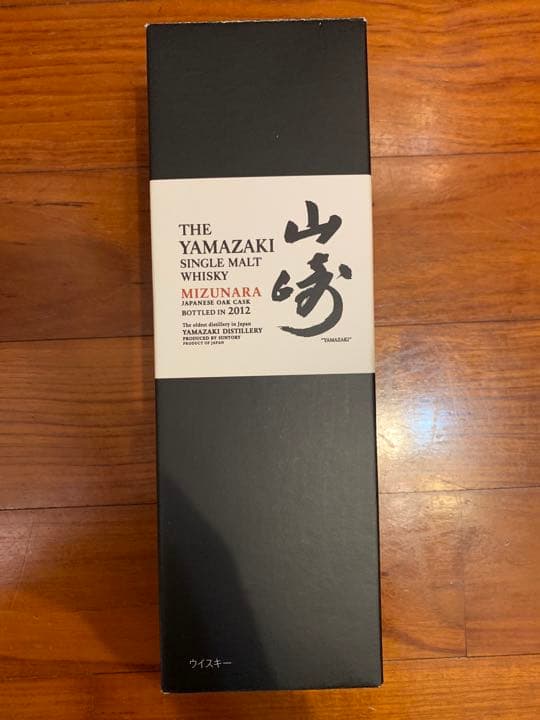 THE
YAMAZAKI
SINGLE MALT
WHISKY
MIZUNARA
JAPANESE OAK CASK
BOTTLED IN 2012
The oldest distillery in Japan
YAMAZAKI DISTILLERY
PRODUCED BY SUNTORY
PRODUCT OF JAPAN
山崎
"YAMAZAKI"
ウイスキー